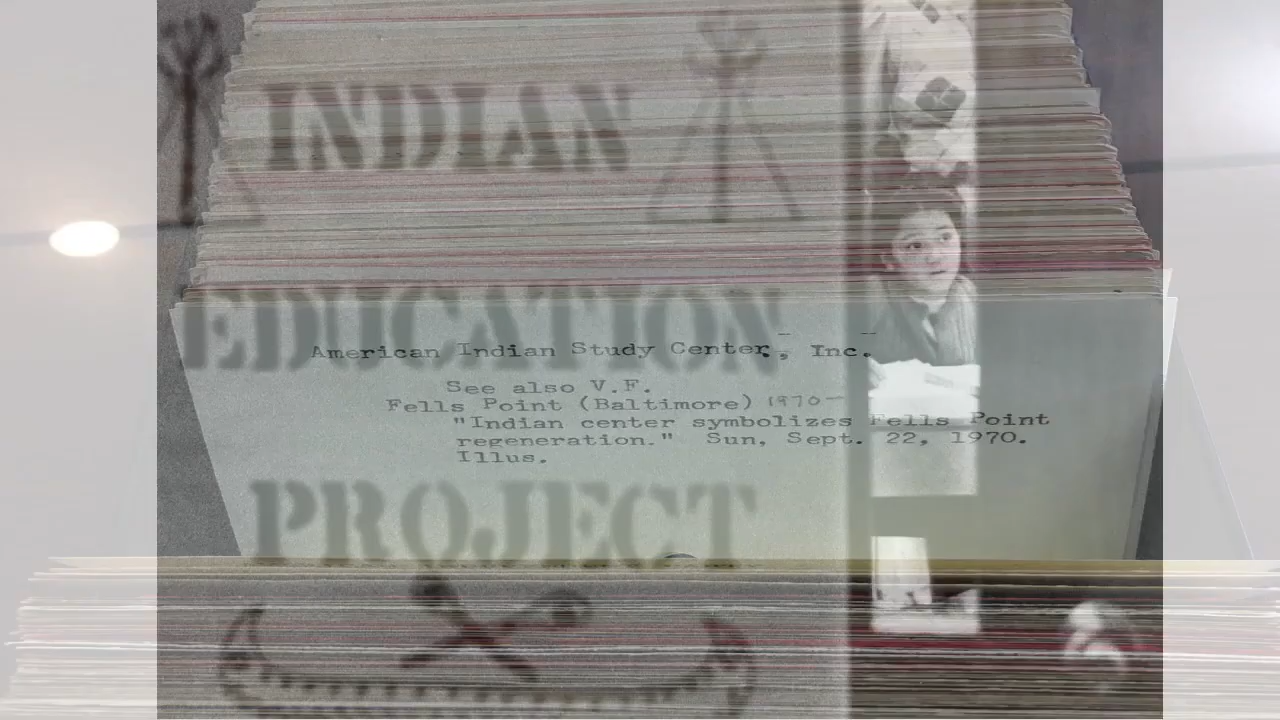 INDIAN
EDUCATION
American Indian Study Center, Inc.
See also V.F.
Fells Point (Baltimore) 1970-
"Indian center symbolizes Fells Point
regeneration." Sun, Sept. 22, 1970.
Illus.
PROJECT